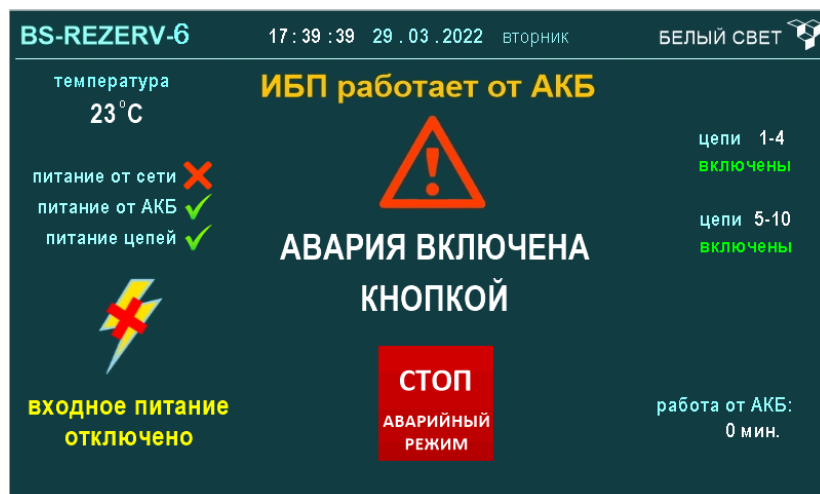 BS-REZERV-6
17:39:39 29.03.2022 вторник
БЕЛЫЙ СВЕТ
температура
23°C
ИБП работает от АКБ
питание от сети
питание от АКБ
питание цепей
АВАРИЯ ВКЛЮЧЕНА
КНОПКОЙ
цепи 1-4
включены
цепи 5-10
включены
входное питание
отключено
СТОП
АВАРИЙНЫЙ
РЕЖИМ
работа от АКБ:
0 мин.